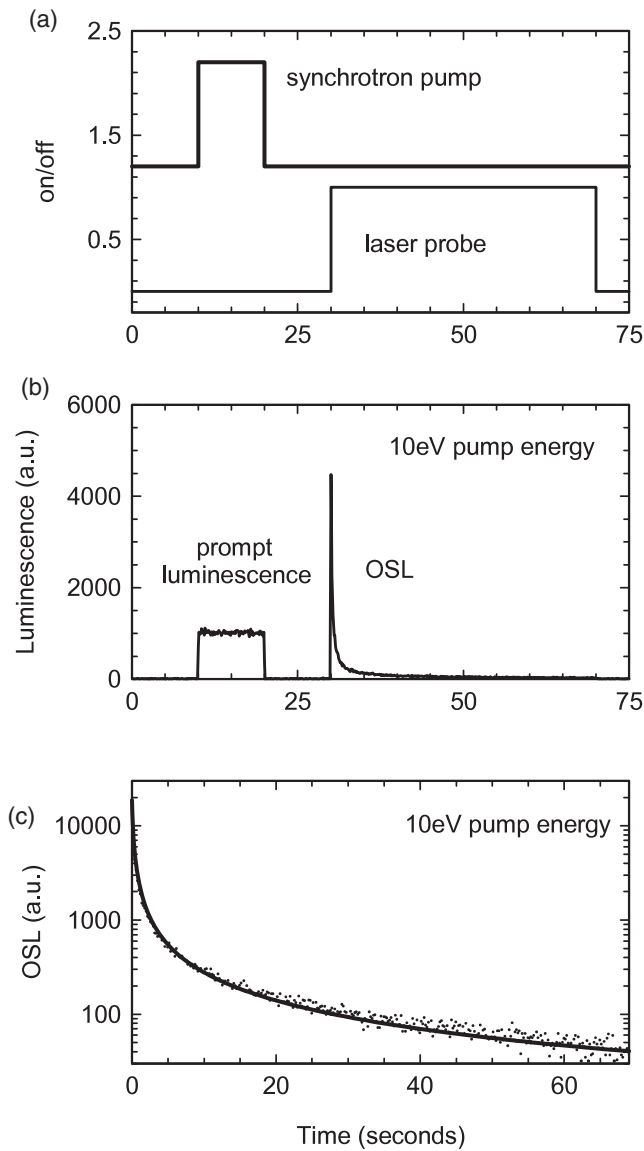 (a)
2.5
1.5
0.5
on/off
synchrotron pump
laser probe
0
25
50
75
(b)
6000
4000
2000
0
Luminescence (a.u.)
10eV pump energy
prompt
luminescence
OSL
0
25
50
75
(c)
10000
1000
100
OSL (a.u.)
10eV pump energy
0
20
40
60
Time (seconds)